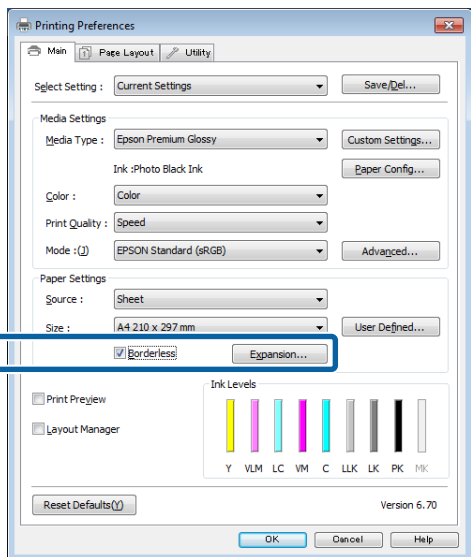 Printing Preferences
Main Page Layout Utility
Select Setting : Current Settings Save/Del...
Media Settings
Media Type : Epson Premium Glossy Custom Settings...
Ink :Photo Black Ink Paper Config...
Color : Color
Print Quality : Speed
Mode :(J) EPSON Standard (sRGB) Advanced...
Paper Settings
Source : Sheet
Size : A4 210 x 297 mm User Defined...
Borderless Expansion...
Ink Levels
Print Preview
Layout Manager
Y VLM LC VM C LLK LK PK MK
Reset Defaults(Y) Version 6.70
OK Cancel Help